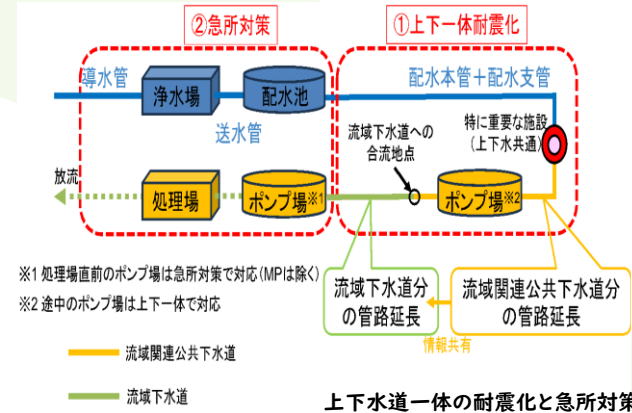 ②急所対策
①上下一体耐震化
導水管
浄水場
配水池
送水管
配水本管＋配水支管
流域下水道への
合流地点
特に重要な施設
(上下水共通)
放流
処理場
ポンプ場※1
ポンプ場※2
※1 処理場直前のポンプ場は急所対策で対応(MPは除く)
※2 途中のポンプ場は上下一体で対応
流域下水道分
の管路延長
流域関連公共下水道分
の管路延長
情報共有
流域関連公共下水道
流域下水道
上下水道一体の耐震化と急所対策